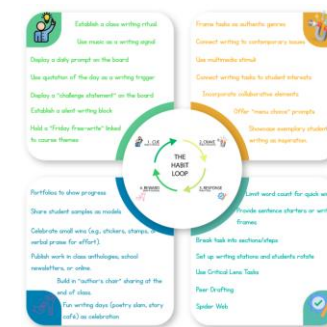 Establish a class writing ritual
Use music as a writing signal
Display a daily prompt on the board
Use quotation of the day as a writing trigger
Display a "challenge statement" on the board
Establish a silent writing block
Hold a "Friday free-write" linked
to course themes
Frame tasks as authentic genres
Connect writing to contemporary issues
Use multimedia stimuli
Connect writing tasks to student interests
Incorporate collaborative elements
Offer "menu choice" prompts
Showcase exemplary student
writing as inspiration.
1. CUE
2. CRAVE
THE
HABIT
LOOP
4. REWARD
3. RESPONSE
Portfolios to show progress
Share student samples as models
Celebrate small wins (e.g., stickers, stamps, or
verbal praise for effort).
Publish work in class anthologies, school
newsletters, or online.
Build in "author's chair" sharing at the
end of class.
Fun writing days (poetry slam, story
café) as celebration
Limit word count for quick
Provide sentence starters or
frames.
Break task into sections/steps
Set up writing stations and students rotate
Use Critical Lens Tasks
Peer Drafting
Spider Web